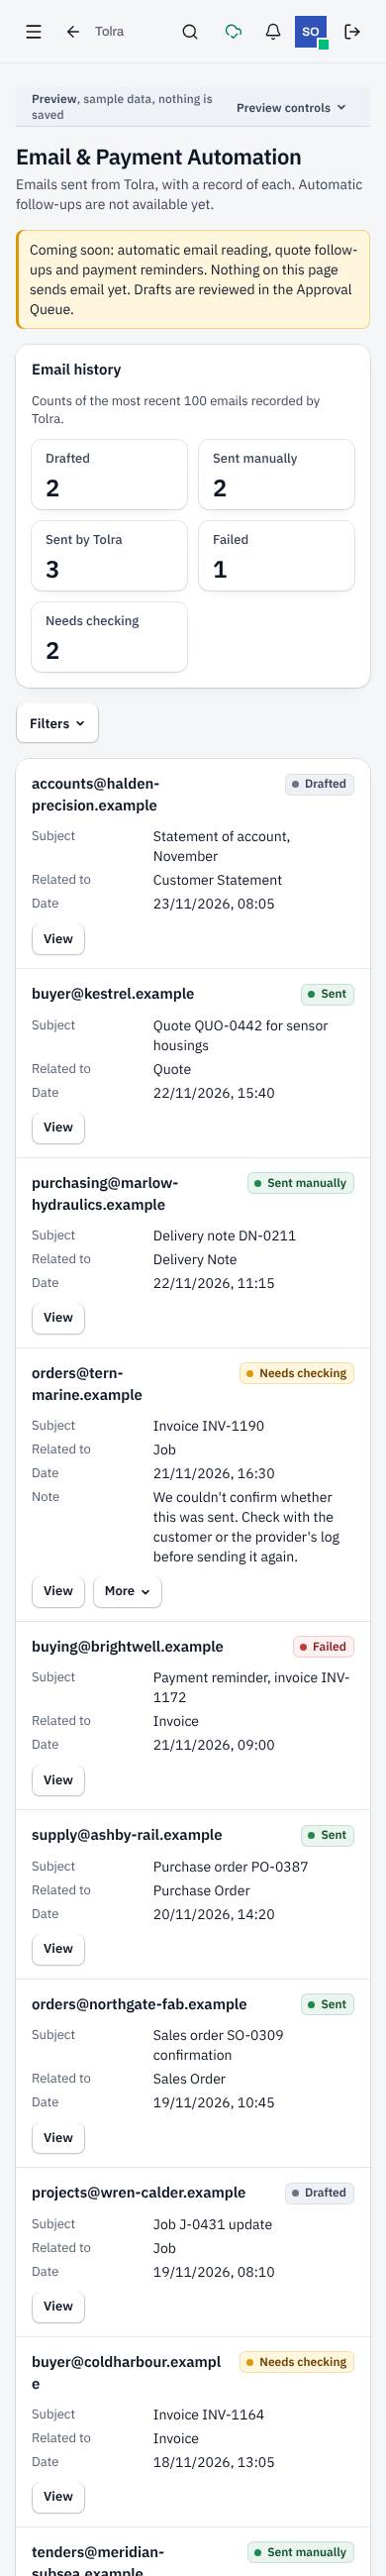 Tolra
SO
Preview, sample data, nothing is
saved
Preview controls
Email & Payment Automation
Emails sent from Tolra, with a record of each. Automatic
follow-ups are not available yet.
Coming soon: automatic email reading, quote follow-
ups and payment reminders. Nothing on this page
sends email yet. Drafts are reviewed in the Approval
Queue.
Email history
Counts of the most recent 100 emails recorded by
Tolra.
Drafted
2
Sent manually
2
Sent by Tolra
3
Failed
1
Needs checking
2
Filters
accounts@halden-
precision.example
Drafted
Subject
Statement of account,
November
Related to
Customer Statement
Date
23/11/2026, 08:05
View
buyer@kestrel.example
Sent
Subject
Quote QUO-0442 for sensor
housings
Related to
Quote
Date
22/11/2026, 15:40
View
purchasing@marlow-
hydraulics.example
Sent manually
Subject
Delivery note DN-0211
Related to
Delivery Note
Date
22/11/2026, 11:15
View
orders@tern-
marine.example
Needs checking
Subject
Invoice INV-1190
Related to
Job
Date
21/11/2026, 16:30
Note
We couldn't confirm whether
this was sent. Check with the
customer or the provider's log
before sending it again.
View
More
buying@brightwell.example
Failed
Subject
Payment reminder, invoice INV-
1172
Related to
Invoice
Date
21/11/2026, 09:00
View
supply@ashby-rail.example
Sent
Subject
Purchase order PO-0387
Related to
Purchase Order
Date
20/11/2026, 14:20
View
orders@northgate-fab.example
Sent
Subject
Sales order SO-0309
confirmation
Related to
Sales Order
Date
19/11/2026, 10:45
View
projects@wren-calder.example
Drafted
Subject
Job J-0431 update
Related to
Job
Date
19/11/2026, 08:10
View
buyer@coldharbour.exampl
e
Needs checking
Subject
Invoice INV-1164
Related to
Invoice
Date
18/11/2026, 13:05
View
tenders@meridian-
subsea.example
Sent manually